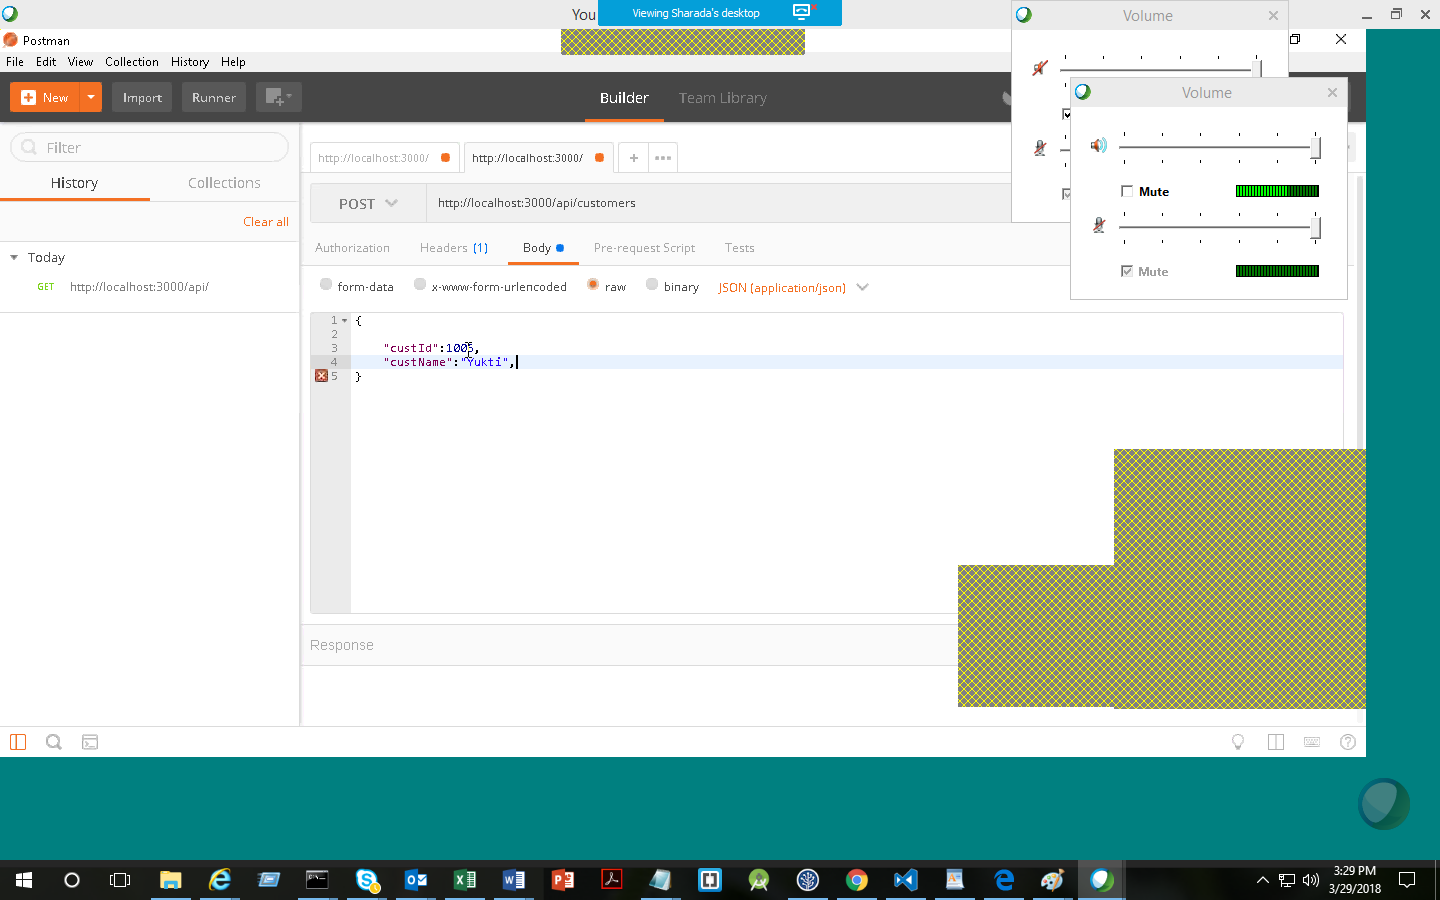 You
Viewing Sharada's desktop
Volume
Postman
File Edit View Collection History Help
Volume
New
Import
Runner
Builder
Team Library
Filter
http://localhost:3000/
http://localhost:3000/
History
Collections
Mute
POST
http://localhost:3000/api/customers
Clear all
Authorization
Headers (1)
Body
Pre-request Script
Tests
Today
Mute
GET http://localhost:3000/api/
form-data
x-www-form-urlencoded
raw
binary
JSON (application/json)
1 {
2
3 "custId":1005,
4 "custName":"Yukti",
5 }
Response
3:29 PM
3/29/2018